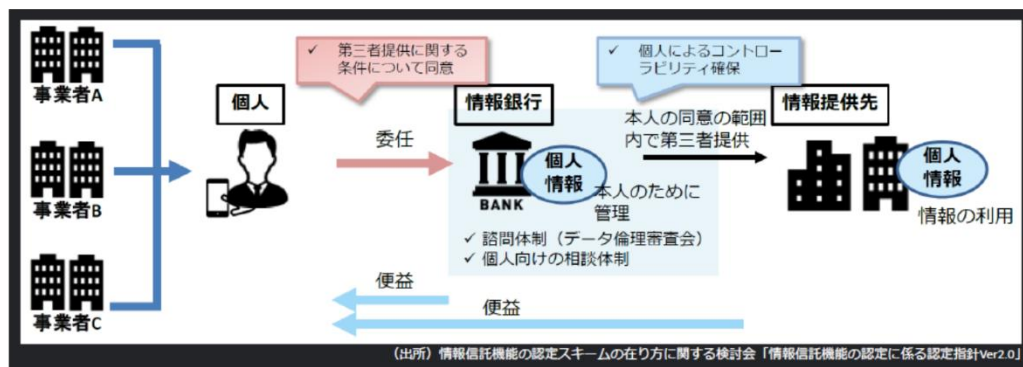 ✓ 第三者提供に関する
条件について同意
✓ 個人によるコントロー
ラビリティ確保
事業者A
個人
情報銀行
情報提供先
委任
本人の同意の範囲
内で第三者提供
事業者B
BANK
個人
情報
本人のために
管理
個人
情報
情報の利用
✓ 諮問体制（データ倫理審査会）
✓ 個人向けの相談体制
便益
便益
事業者C
（出所）情報信託機能の認定スキームの在り方に関する検討会「情報信託機能の認定に係る認定指針Ver2.0」